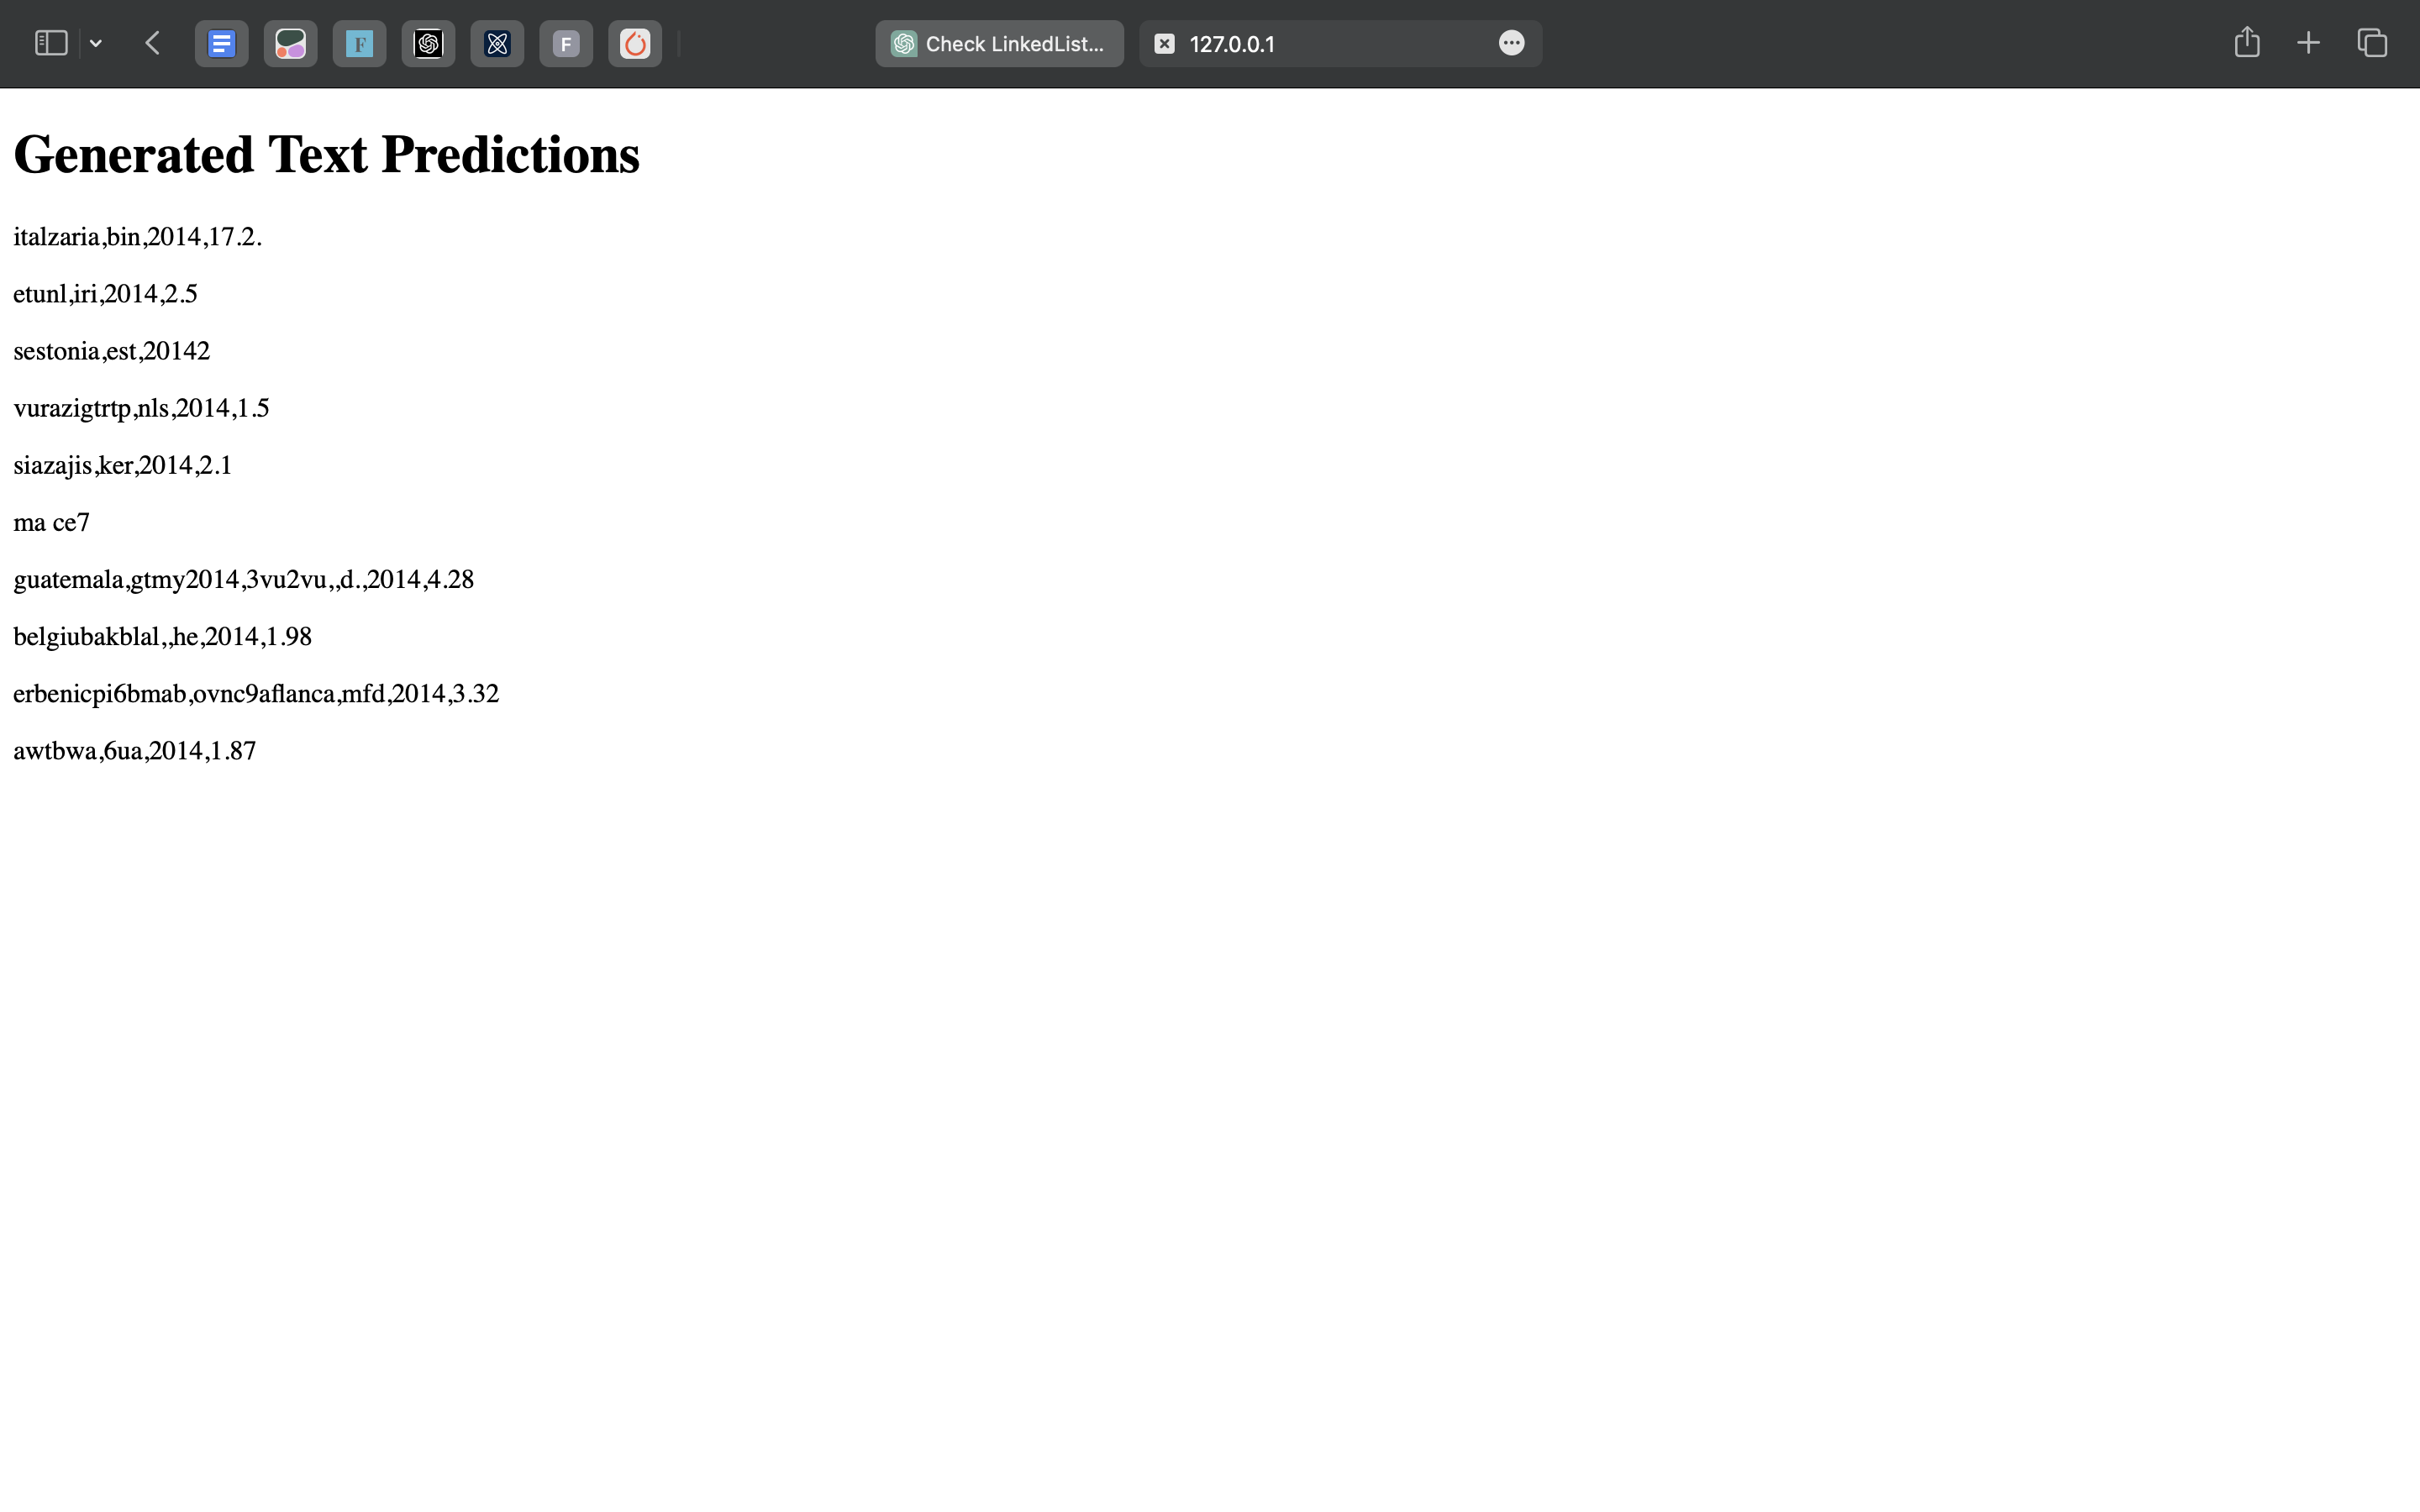 F
F
Check LinkedList...
127.0.0.1
Generated Text Predictions
italzaria,bin,2014,17.2.
etunl,iri,2014,2.5
sestonia,est,20142
vurazigtrtp,nls,2014,1.5
siazajis,ker,2014,2.1
ma ce7
guatemala,gtmy2014,3vu2vu,,d.,2014,4.28
belgiubakblal,,he,2014,1.98
erbenicpi6bmab,ovnc9aflanca,mfd,2014,3.32
awtbwa,6ua,2014,1.87